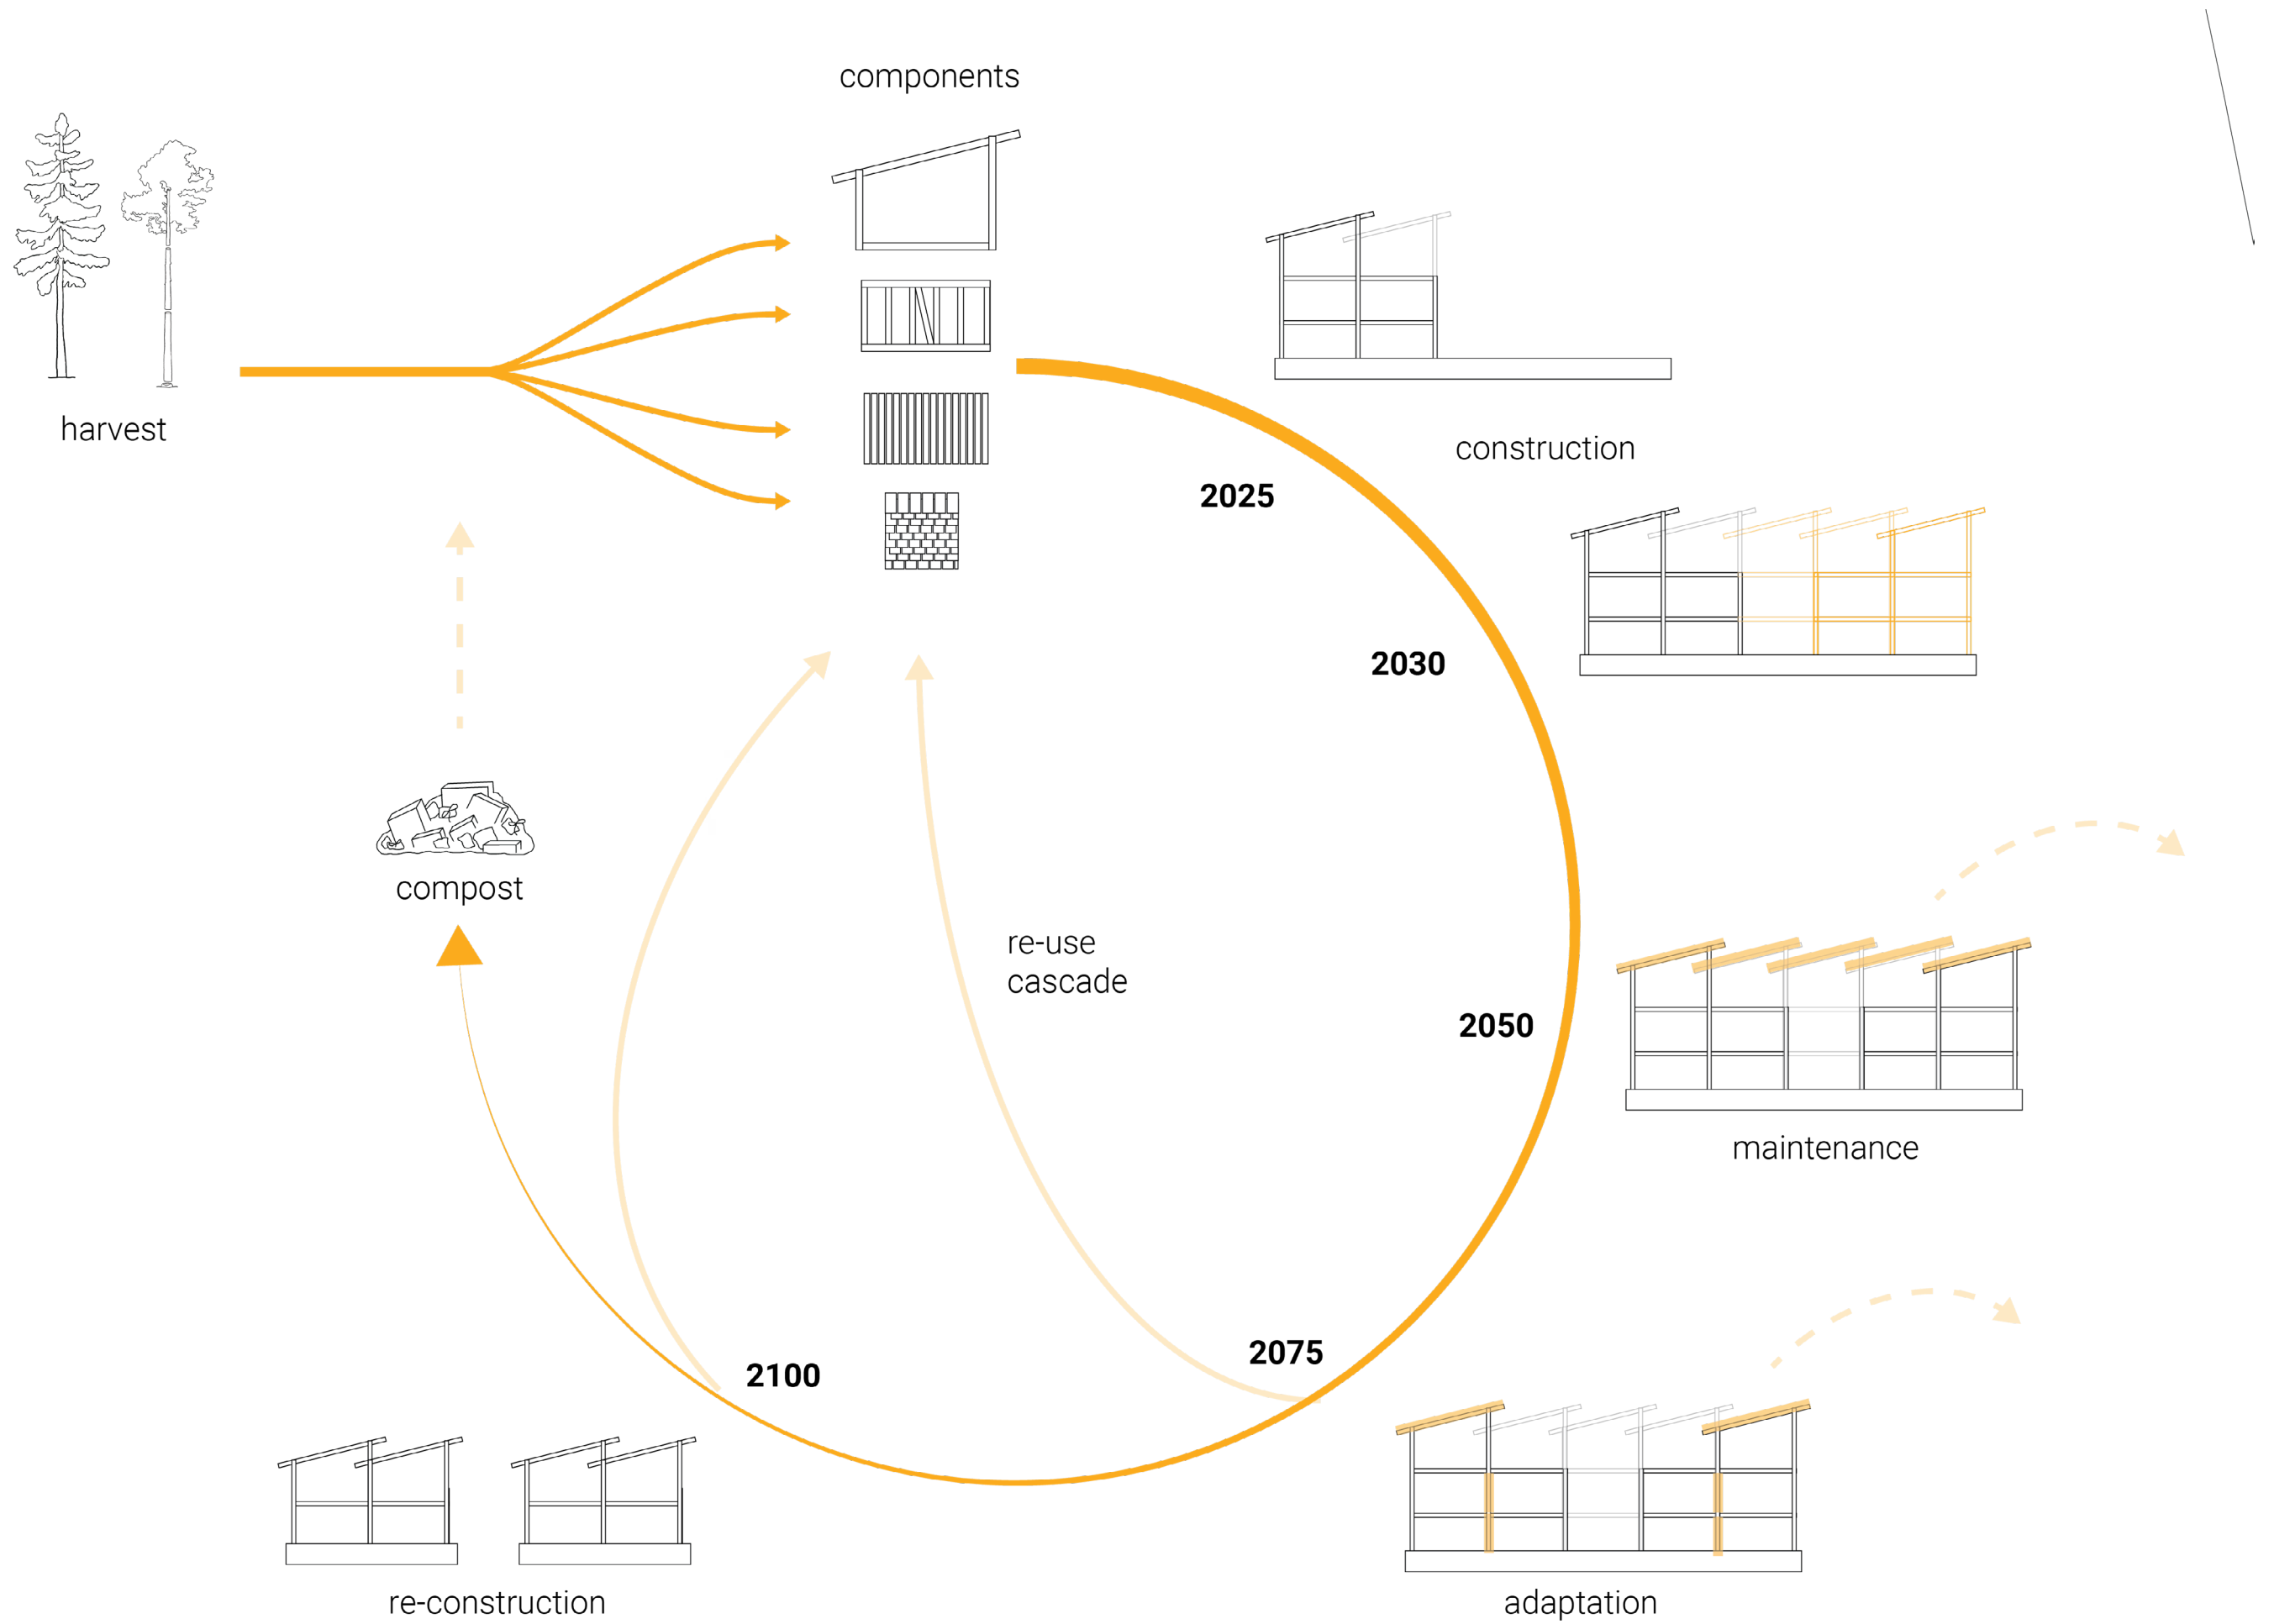 components
harvest
construction
2025
2030
compost
re-use
cascade
2050
maintenance
2075
2100
re-construction
adaptation